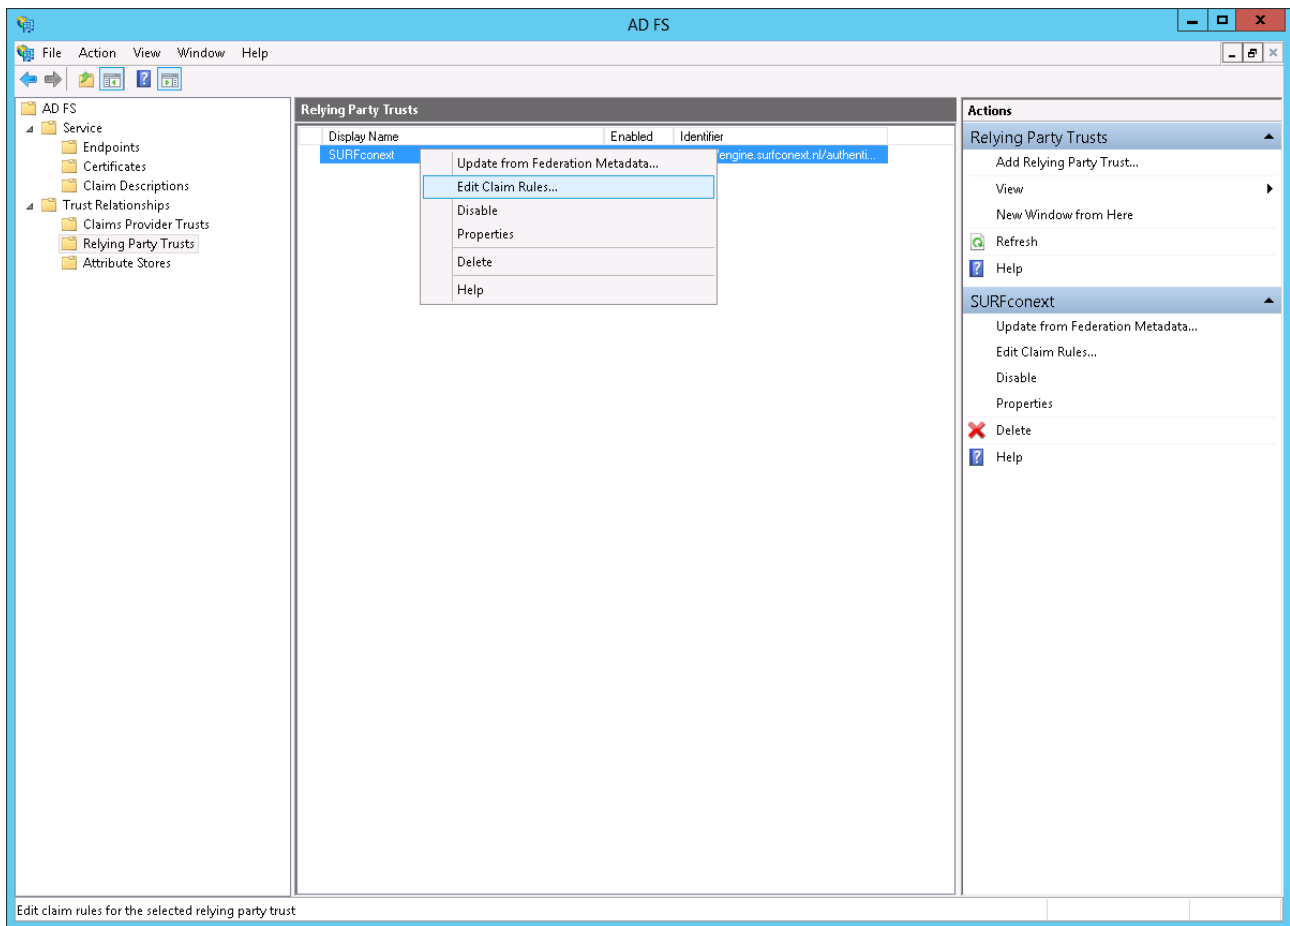 AD FS
File Action View Window Help
AD FS
Service
Endpoints
Certificates
Claim Descriptions
Trust Relationships
Claims Provider Trusts
Relying Party Trusts
Attribute Stores
Relying Party Trusts
Display Name Enabled Identifier
SURFconext /engine.surfconext.nl/authenti...
Update from Federation Metadata...
Edit Claim Rules...
Disable
Properties
Delete
Help
Actions
Relying Party Trusts
Add Relying Party Trust...
View
New Window from Here
Refresh
Help
SURFconext
Update from Federation Metadata...
Edit Claim Rules...
Disable
Properties
Delete
Help
Edit claim rules for the selected relying party trust